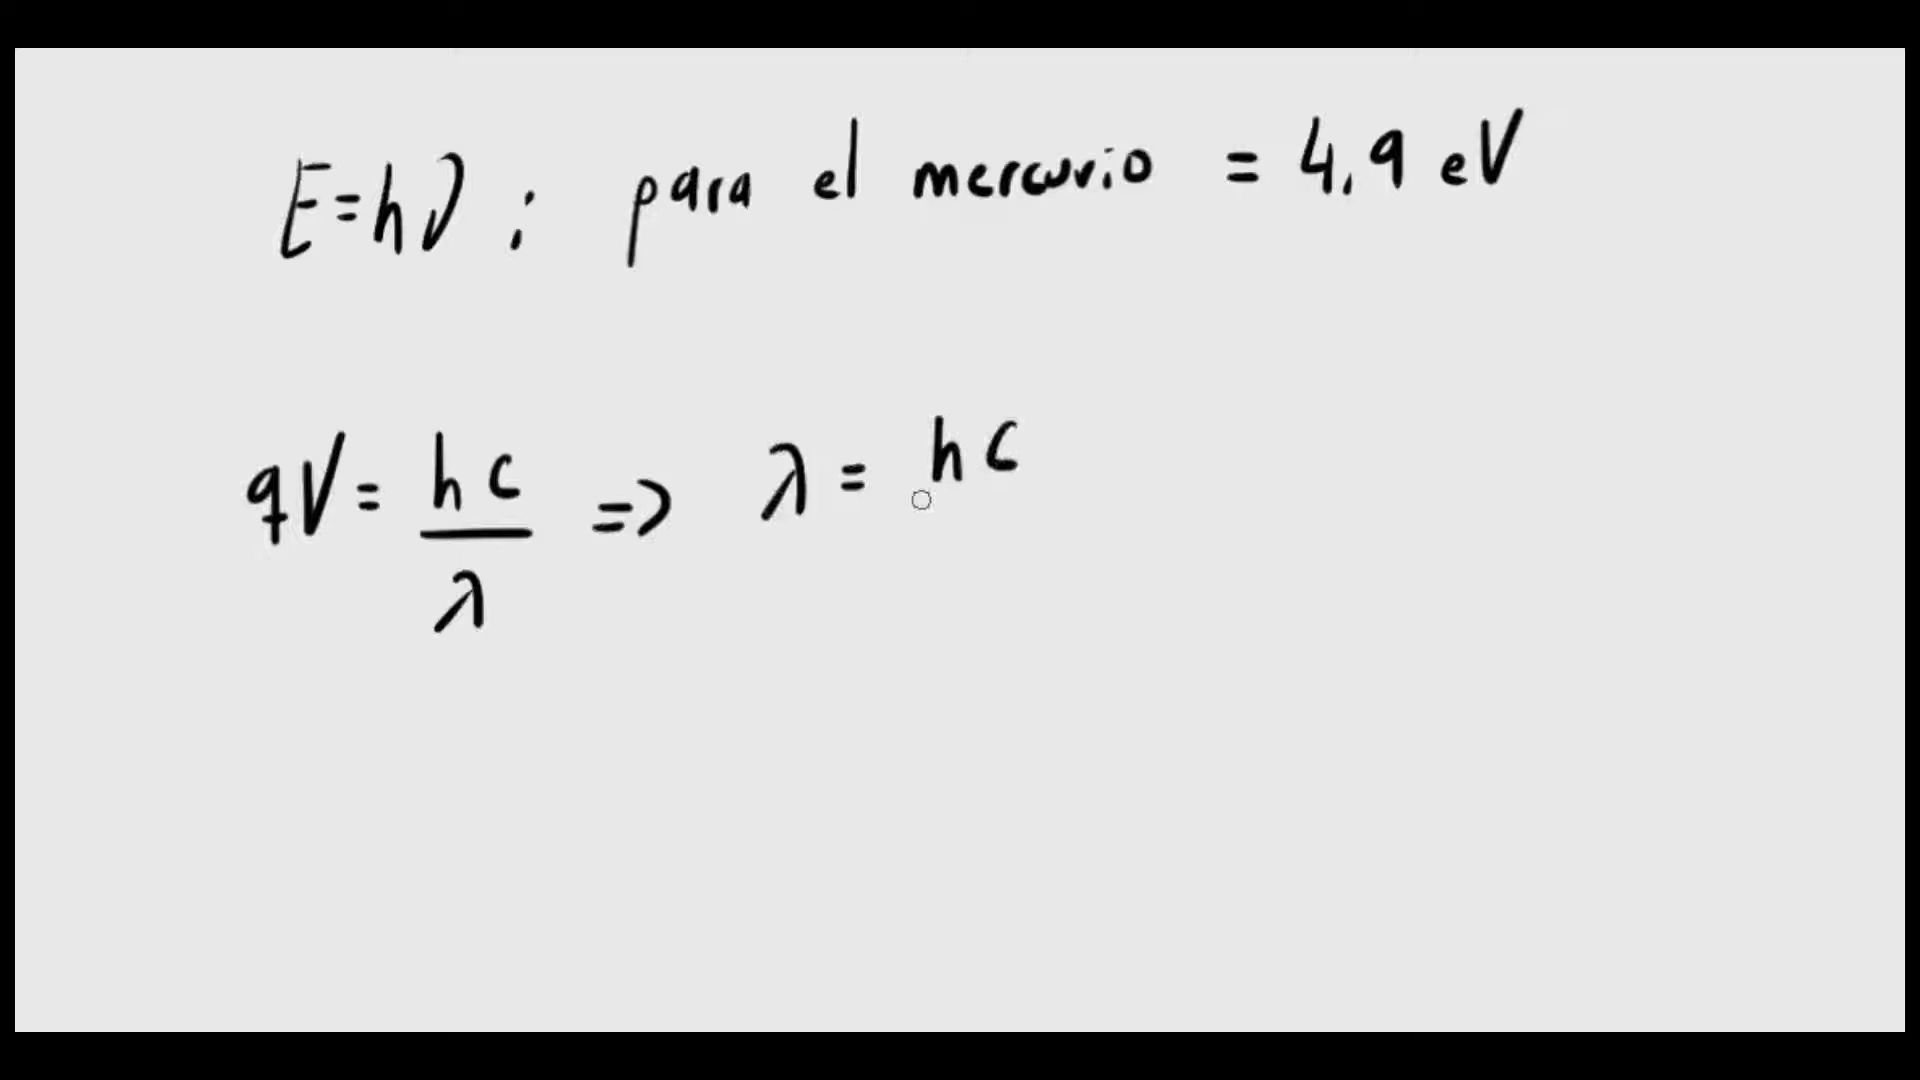 E=hν : para el mercurio = 4.9 eV
qV = hc/λ => λ = hc